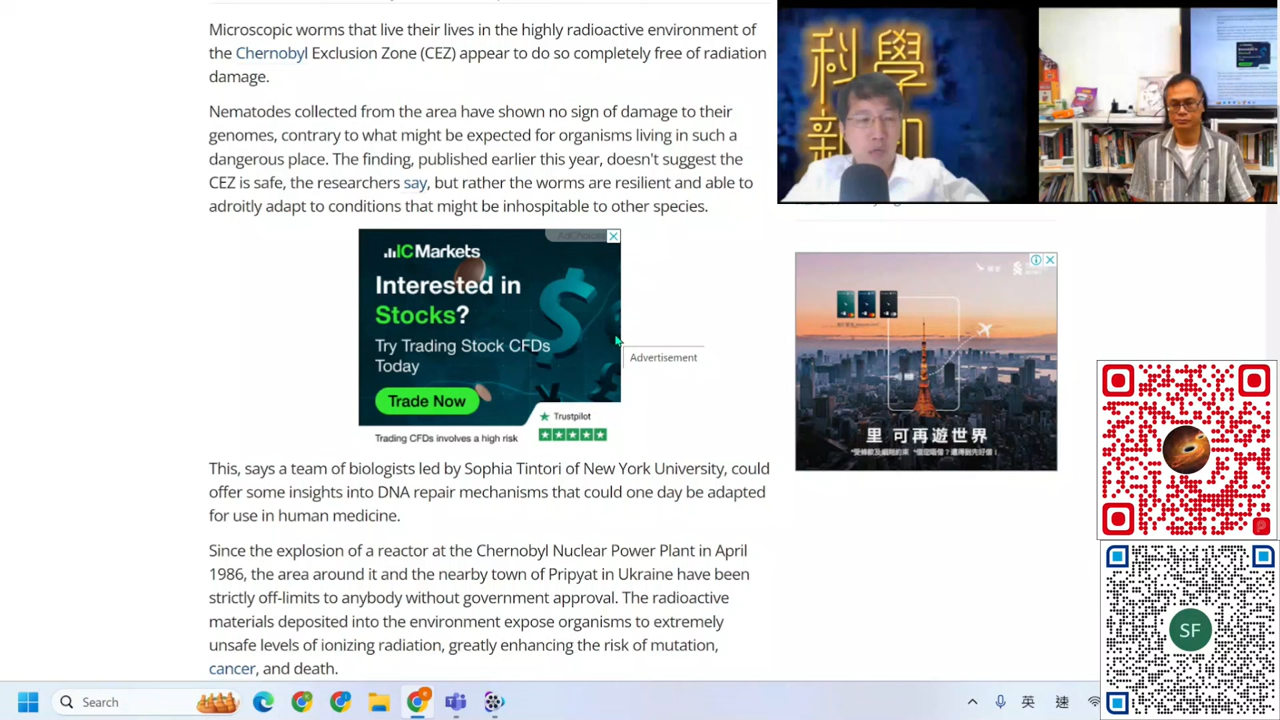 Microscopic worms that live their lives in the highly radioactive environment of
the Chernobyl Exclusion Zone (CEZ) appear to do so completely free of radiation
damage.
Nematodes collected from the area have shown no sign of damage to their
genomes, contrary to what might be expected for organisms living in such a
dangerous place. The finding, published earlier this year, doesn't suggest the
CEZ is safe, the researchers say, but rather the worms are resilient and able to
adroitly adapt to conditions that might be inhospitable to other species.
AdChoices
ICMarkets
Interested in
Stocks?
Try Trading Stock CFDs
Today
Trade Now
Trustpilot
Trading CFDs involves a high risk
Advertisement
This, says a team of biologists led by Sophia Tintori of New York University, could
offer some insights into DNA repair mechanisms that could one day be adapted
for use in human medicine.
Since the explosion of a reactor at the Chernobyl Nuclear Power Plant in April
1986, the area around it and the nearby town of Pripyat in Ukraine have been
strictly off-limits to anybody without government approval. The radioactive
materials deposited into the environment expose organisms to extremely
unsafe levels of ionizing radiation, greatly enhancing the risk of mutation,
cancer, and death.
科學
新知
里 可再遊世界
SF
Search
英
速